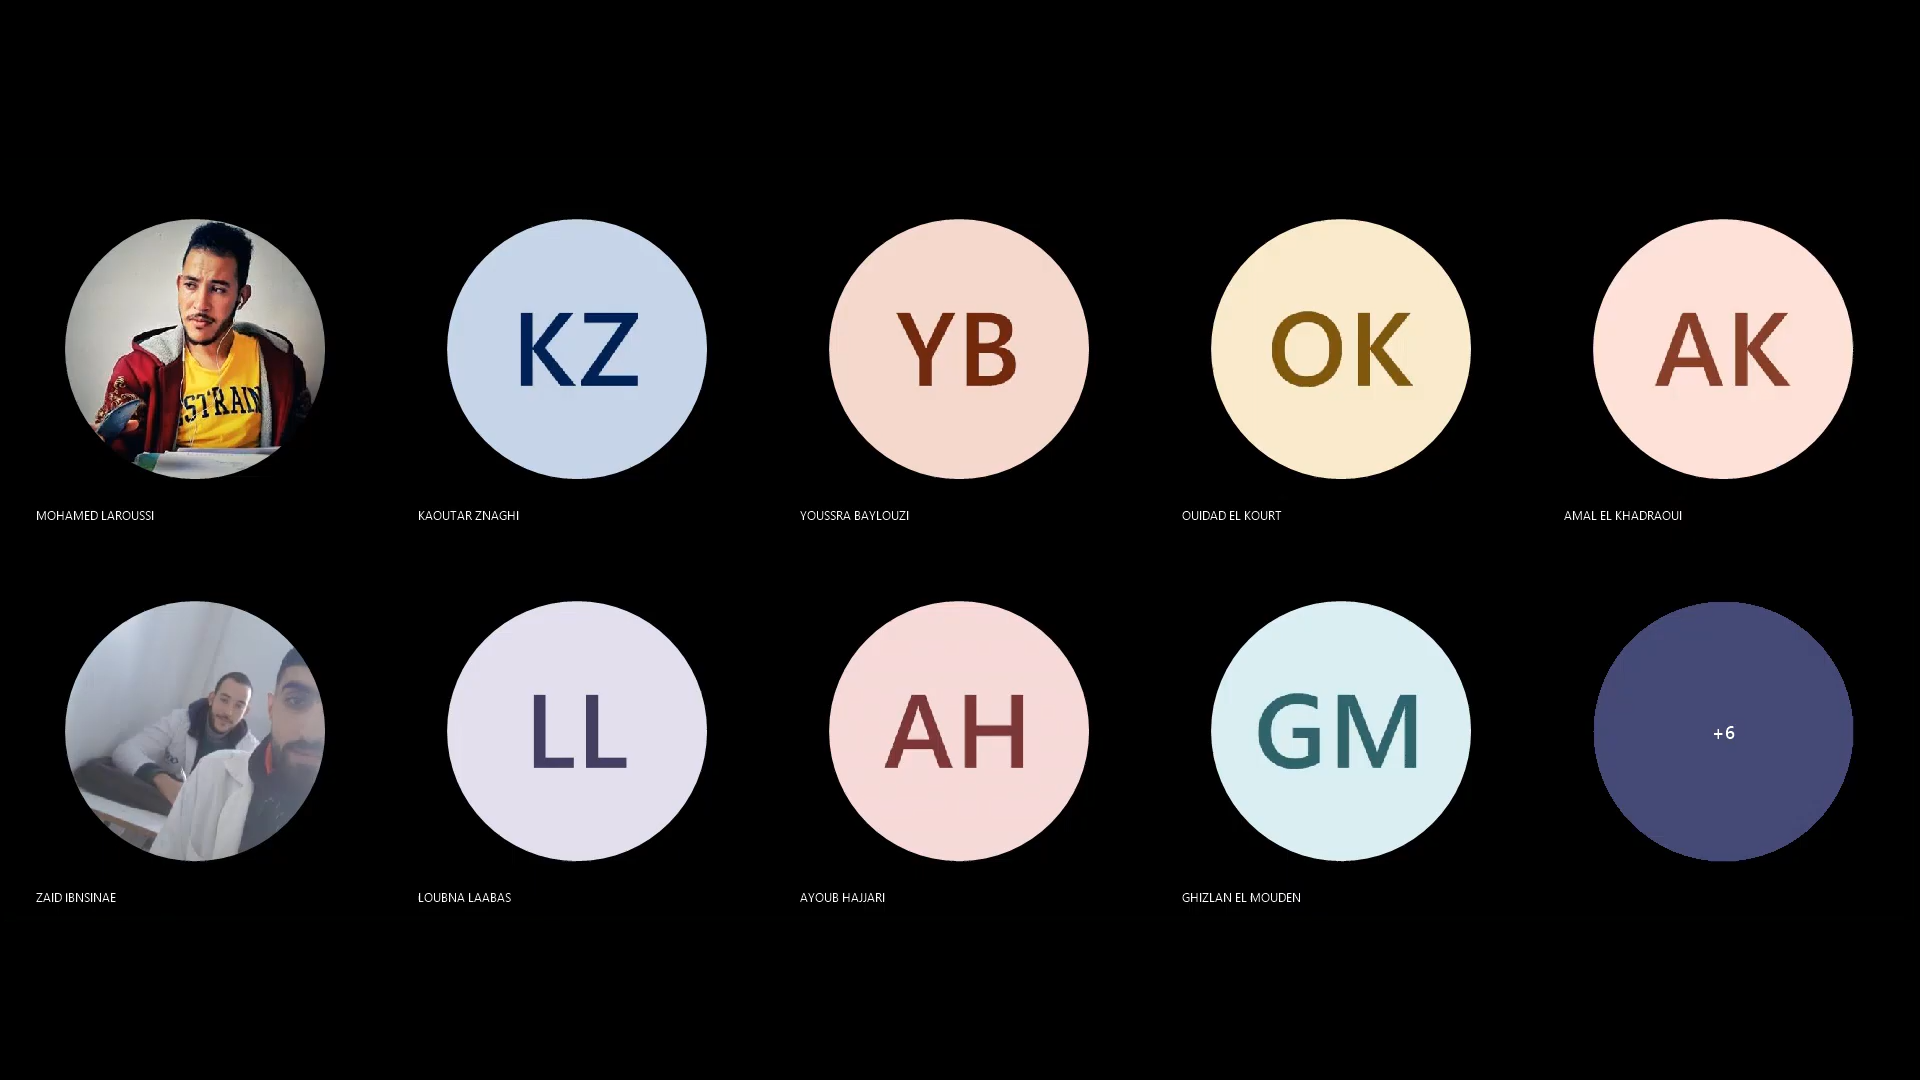 STRAIN
KZ
YB
OK
AK
MOHAMED LAROUSSI
KAOUTAR ZNAGHI
YOUSSRA BAYLOUZI
OUIDAD EL KOURT
AMAL EL KHADRAOUI
LL
AH
GM
+6
ZAID IBNSINAE
LOUBNA LAABAS
AYOUB HAJJARI
GHIZLAN EL MOUDEN